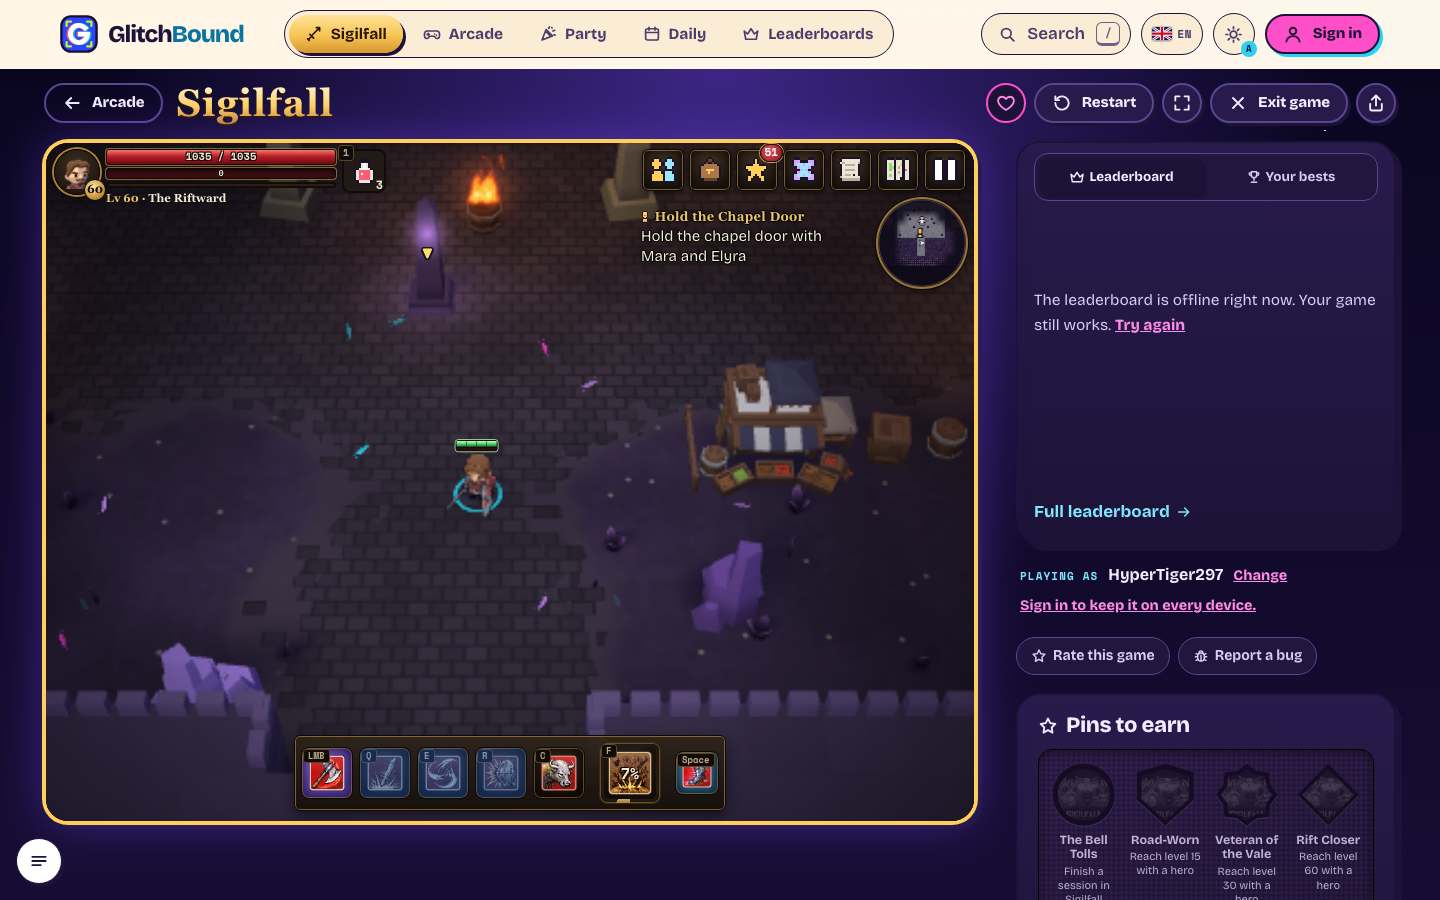 GlitchBound
Sigilfall
Arcade
Party
Daily
Leaderboards
Search /
EN
A
Sign in
Arcade
Sigilfall
Restart
Exit game
1035 / 1035
0
60
Lv 60 · The Riftward
1
3
51
Hold the Chapel Door
Hold the chapel door with
Mara and Elyra
LMB
Q
E
R
C
F
7%
Space
Leaderboard
Your bests
The leaderboard is offline right now. Your game
still works. Try again
Full leaderboard →
PLAYING AS HyperTiger297 Change
Sign in to keep it on every device.
Rate this game
Report a bug
Pins to earn
The Bell
Tolls
Finish a
session in
Sigilfall
Road-Worn
Reach level 15
with a hero
Veteran of
the Vale
Reach level
30 with a
hero
Rift Closer
Reach level
60 with a
hero